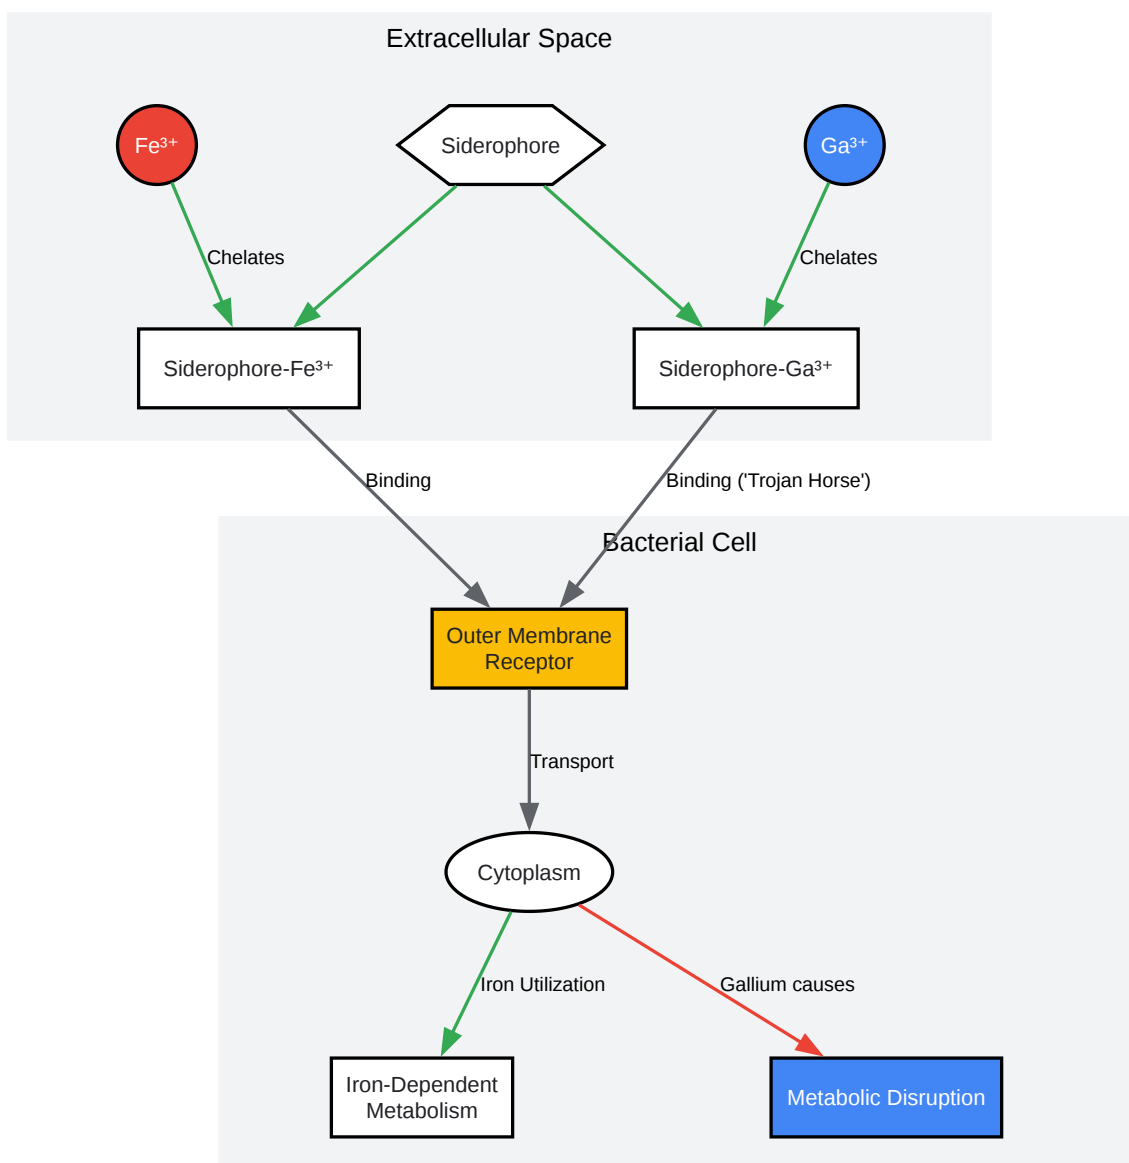 Extracellular Space
Fe³⁺
Siderophore
Ga³⁺
Chelates
Chelates
Siderophore-Fe³⁺
Siderophore-Ga³⁺
Binding
Binding ('Trojan Horse')
Bacterial Cell
Outer Membrane
Receptor
Transport
Cytoplasm
Iron Utilization
Gallium causes
Iron-Dependent
Metabolism
Metabolic Disruption